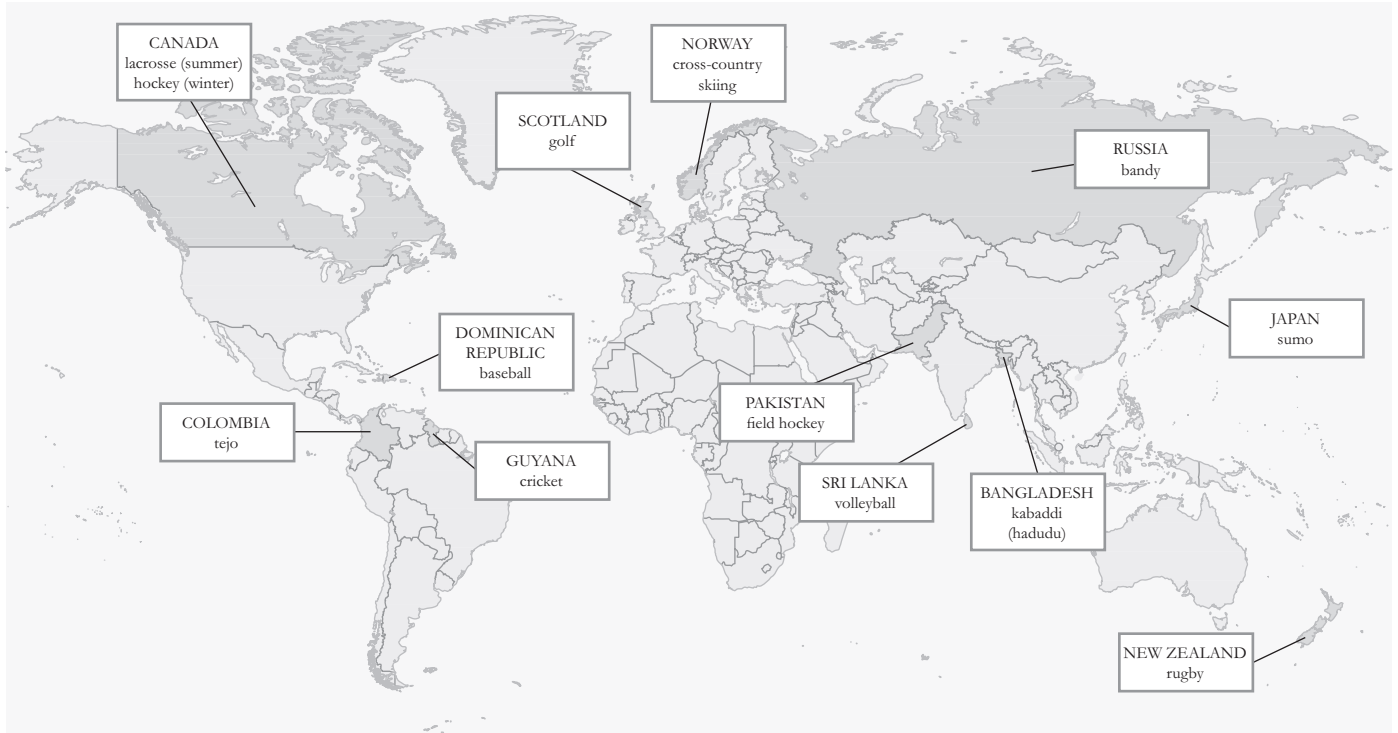 CANADA
lacrosse (summer)
hockey (winter)
NORWAY
cross-country
skiing
SCOTLAND
golf
RUSSIA
bandy
DOMINICAN
REPUBLIC
baseball
JAPAN
sumo
PAKISTAN
field hockey
COLOMBIA
tejo
GUYANA
cricket
SRI LANKA
volleyball
BANGLADESH
kabaddi
(hadudu)
NEW ZEALAND
rugby